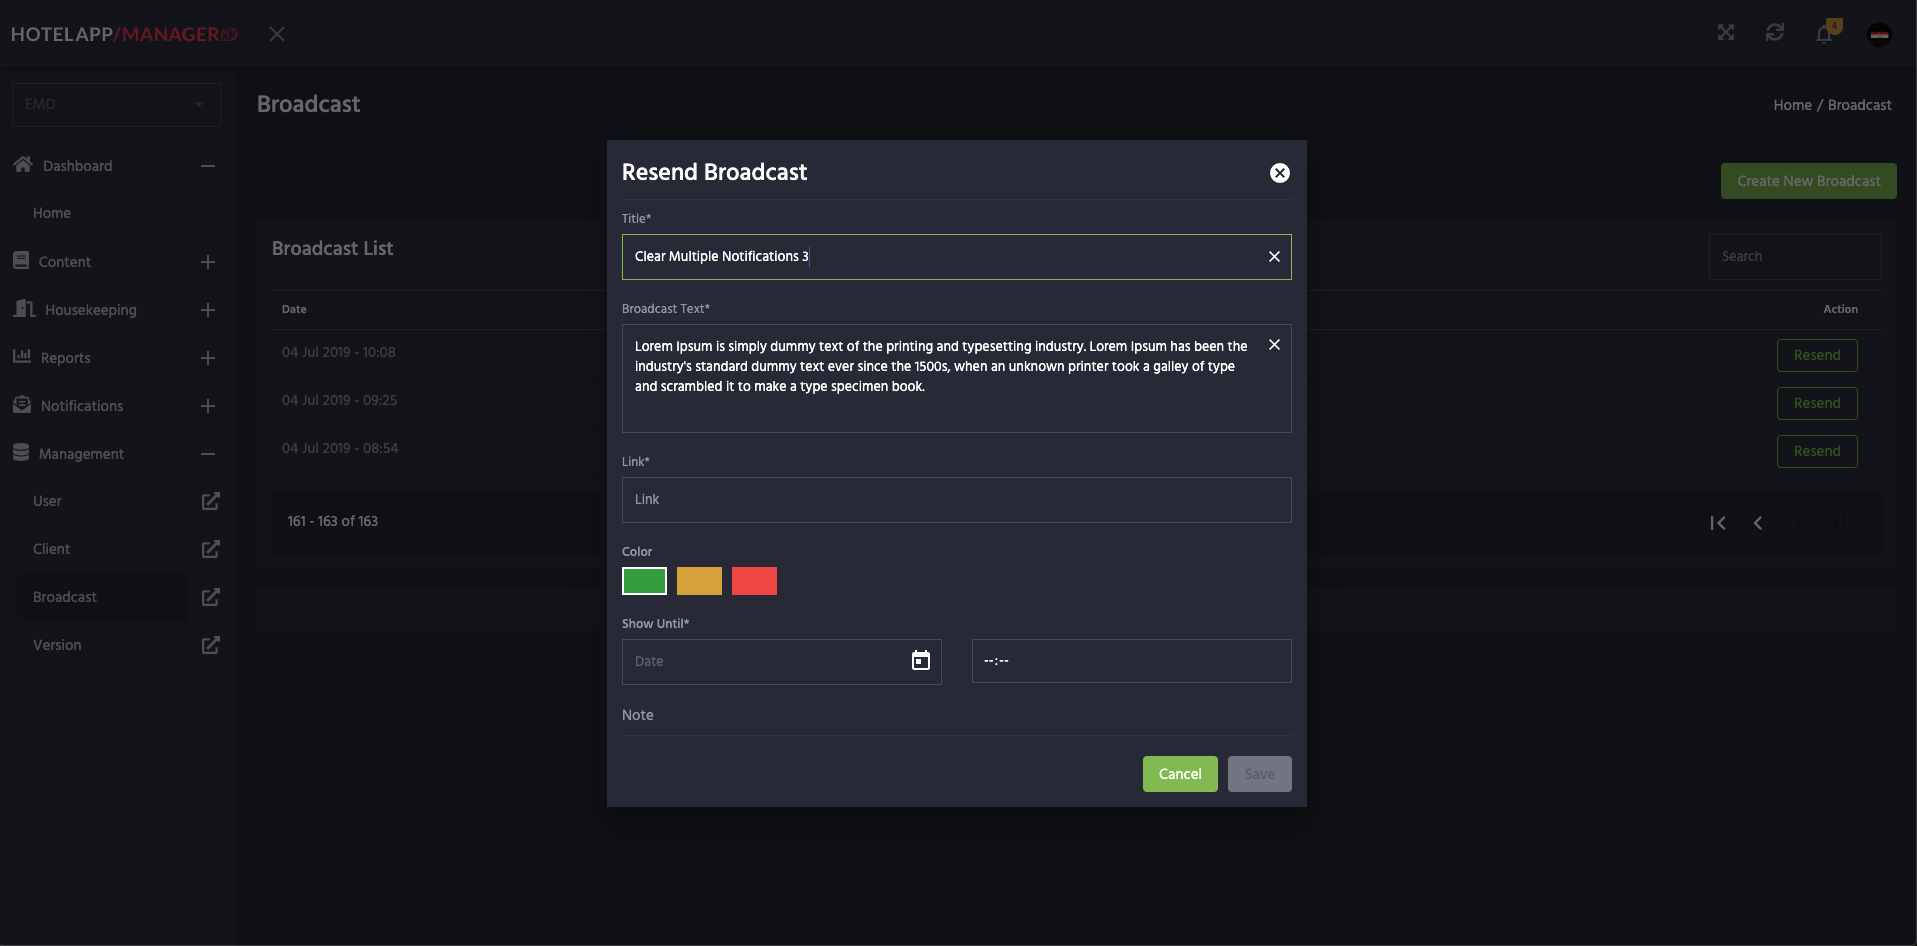 HOTELAPP/MANAGER
4
EMO
Broadcast
Home / Broadcast
Dashboard
Home
Content
Housekeeping
Reports
Notifications
Management
User
Client
Broadcast
Version
Create New Broadcast
Broadcast List
Search
Date
Action
04 Jul 2019 - 10:08
Resend
04 Jul 2019 - 09:25
Resend
04 Jul 2019 - 08:54
Resend
161 - 163 of 163
Resend Broadcast
Title*
Clear Multiple Notifications 3
Broadcast Text*
Lorem Ipsum is simply dummy text of the printing and typesetting industry. Lorem Ipsum has been the
industry's standard dummy text ever since the 1500s, when an unknown printer took a galley of type
and scrambled it to make a type specimen book.
Link*
Link
Color
Show Until*
Date
--:--
Note
Cancel
Save